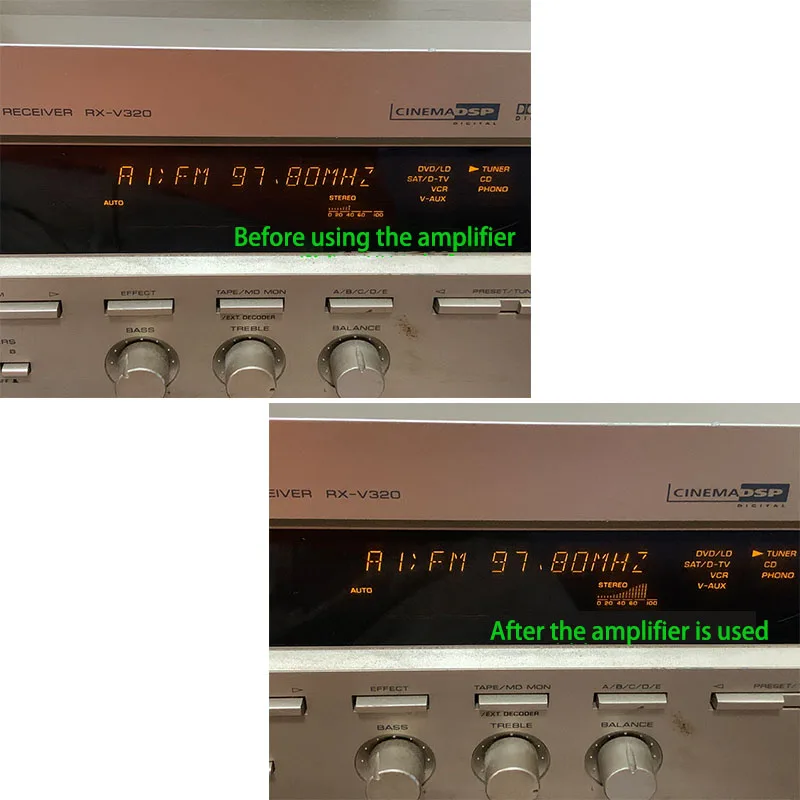 RECEIVER RX-V320
CINEMA DSP
DIGITAL
A1:FM 97.80MHZ
DVD/LD
TUNER
SAT/D-TV
CD
VCR
PHONO
V-AUX
AUTO
STEREO
0 20 40 60 100
Before using the amplifier
EFFECT
TAPE/MD MON
A/B/C/D/E
PRESET/TUN
/EXT. DECODER
BASS
TREBLE
BALANCE
B
EIVER RX-V320
CINEMA DSP
DIGITAL
A1:FM 97.80MHZ
DVD/LD
TUNER
SAT/D-TV
CD
VCR
PHONO
V-AUX
AUTO
STEREO
0 20 40 60 100
After the amplifier is used
EFFECT
TAPE/MD MON
A/B/C/D/E
PRESET/
/EXT. DECODER
BASS
TREBLE
BALANCE